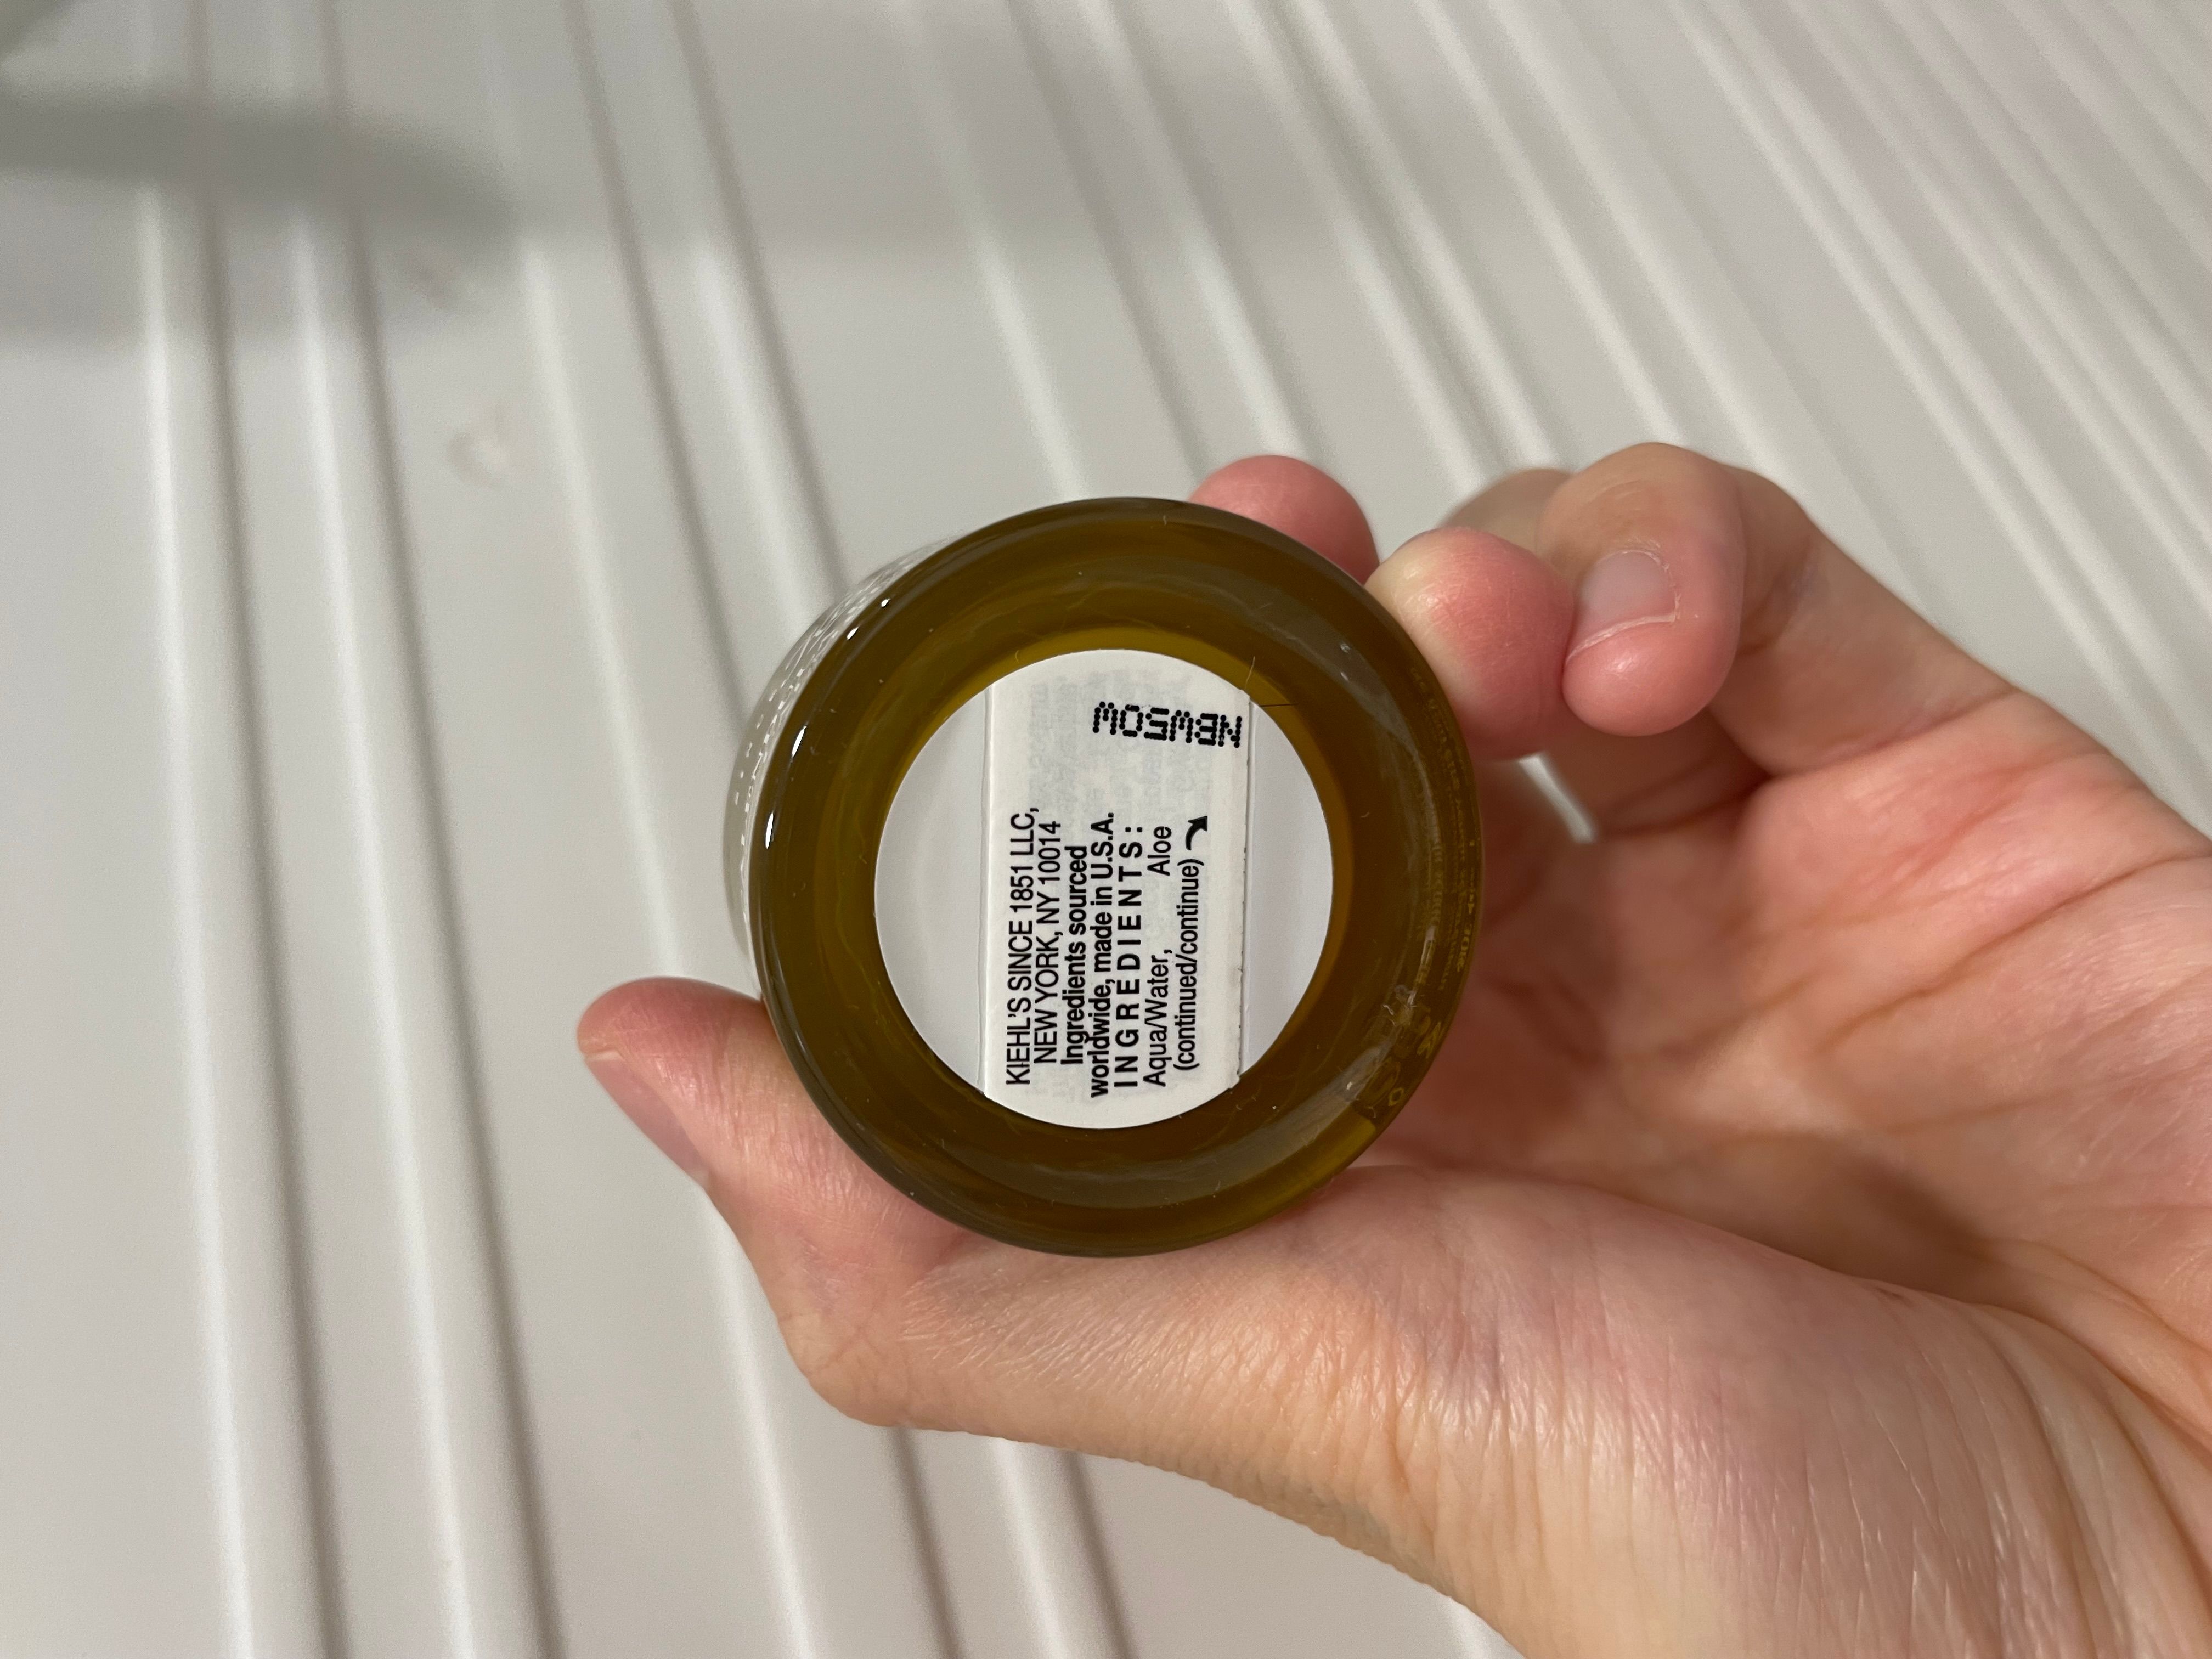 KIEHL'S SINCE 1851 LLC,
NEW YORK, NY 10014
Ingredients sourced
worldwide, made in U.S.A.
INGREDIENTS:
Aqua/Water, Aloe
(continued/continue)